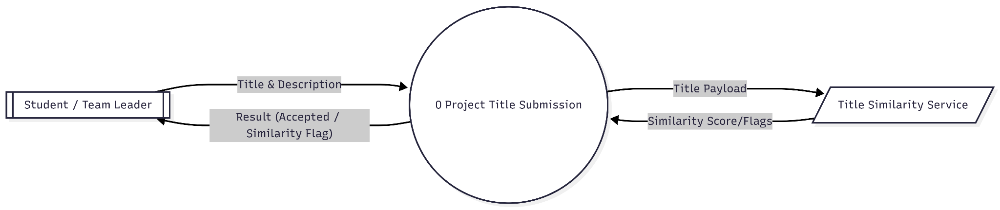 Title & Description
Student / Team Leader
Result (Accepted /
Similarity Flag)
0 Project Title Submission
Title Payload
Similarity Score/Flags
Title Similarity Service